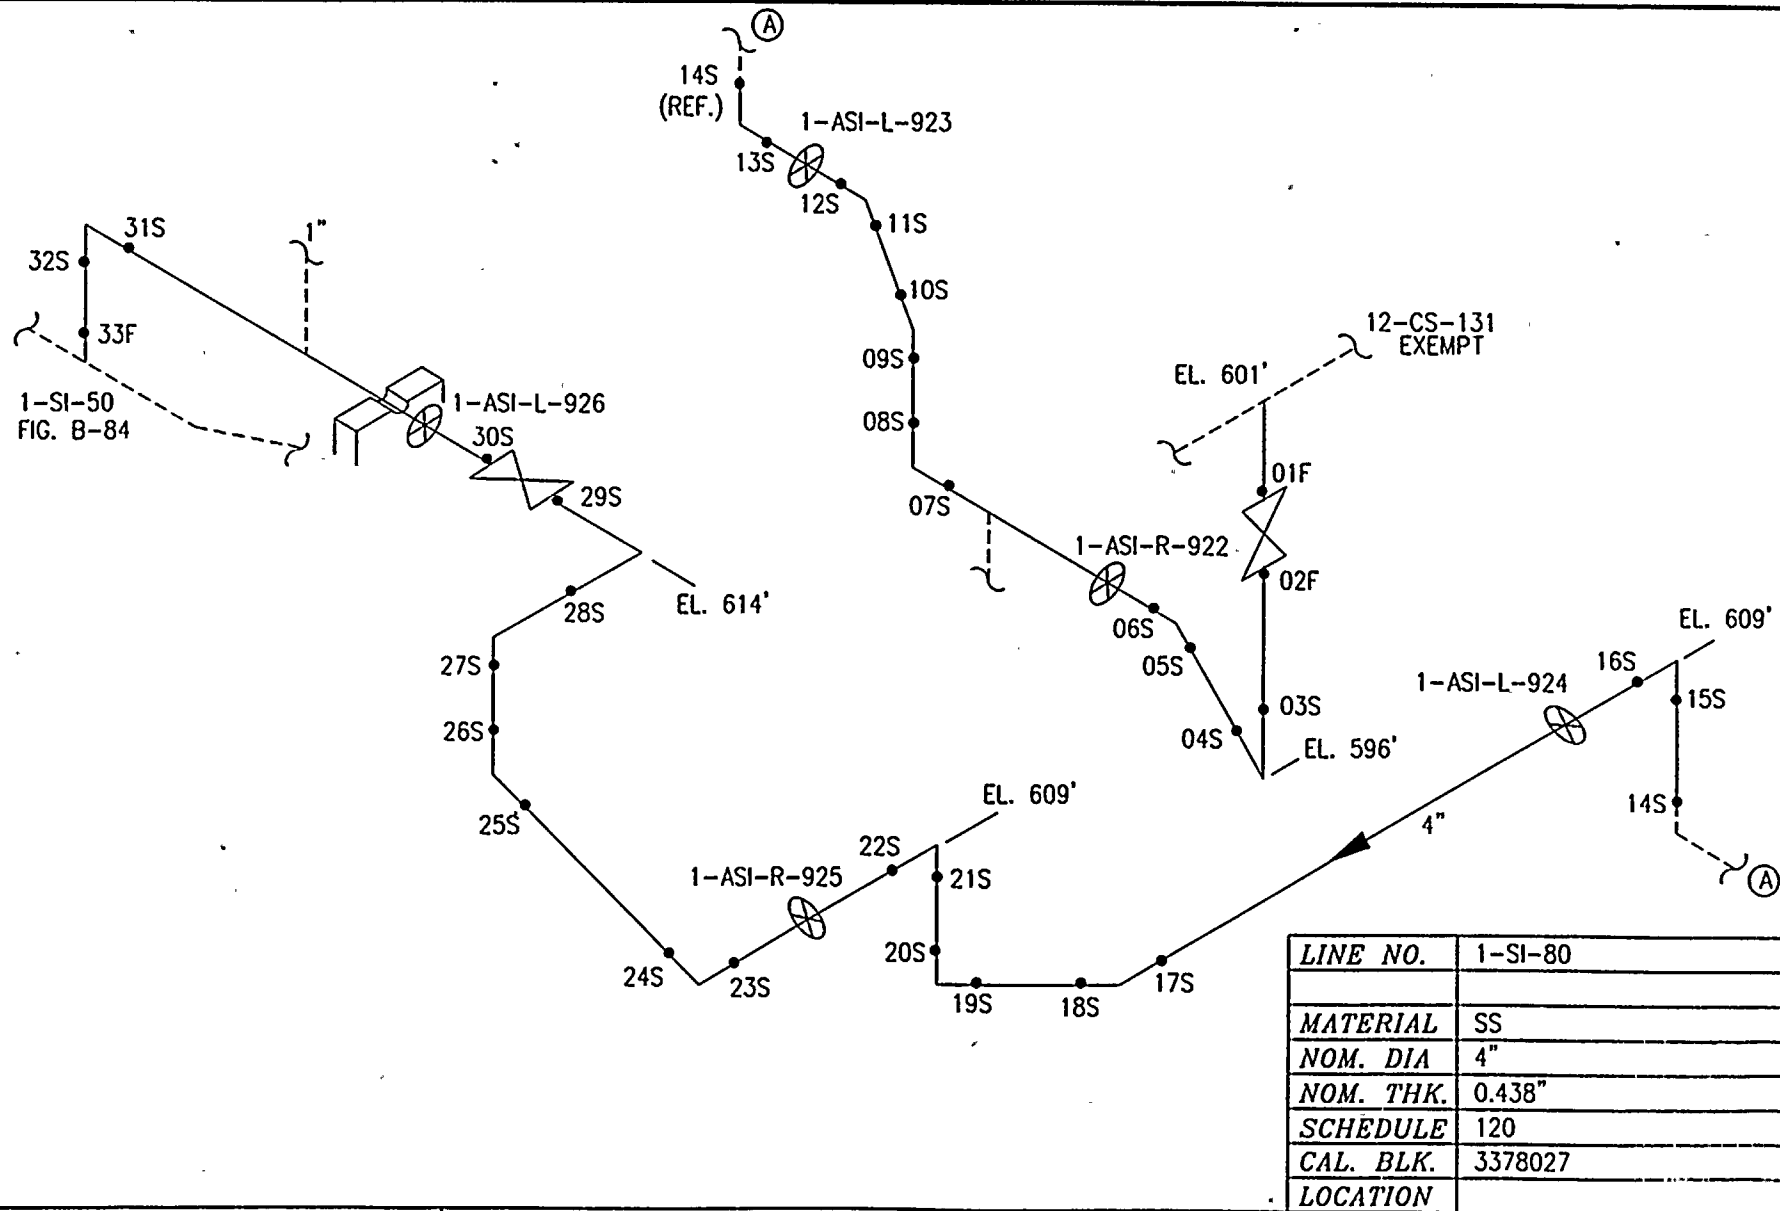 A
14S
(REF.)
1-ASI-L-923
13S
12S
11S
10S
09S
08S
07S
31S
1"
32S
33F
1-SI-50
FIG. B-84
1-ASI-L-926
30S
29S
EL. 614'
28S
27S
26S
25S
24S
23S
1-ASI-R-925
22S
EL. 609'
21S
20S
19S
18S
17S
12-CS-131
EXEMPT
EL. 601'
01F
1-ASI-R-922
02F
06S
05S
03S
04S
EL. 596'
EL. 609'
16S
1-ASI-L-924
15S
14S
4"
A
LINE NO. 1-SI-80
MATERIAL SS
NOM. DIA 4"
NOM. THK. 0.438"
SCHEDULE 120
CAL. BLK. 3378027
LOCATION